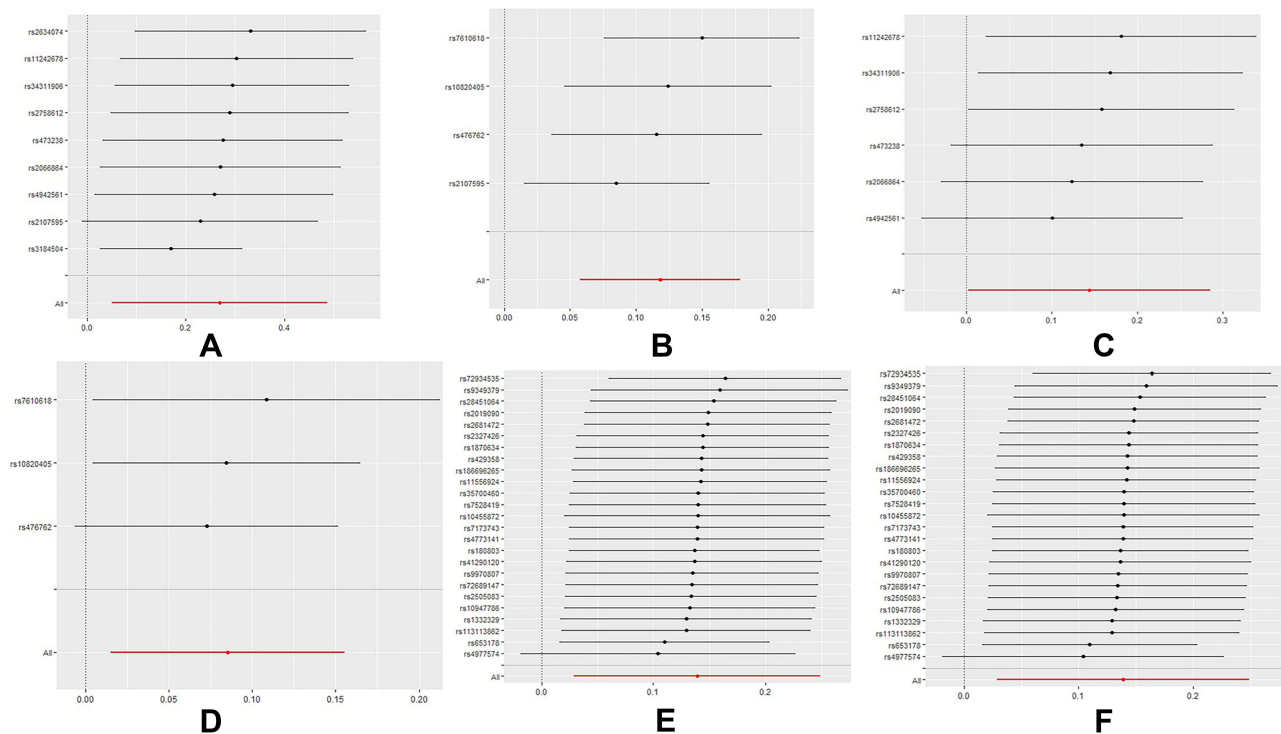 rs2634074
rs11242678
rs34311906
rs2758612
rs473238
rs2066864
rs4942561
rs2107595
rs3184504
All
0.0 0.2 0.4
A
rs7610618
rs10820405
rs476762
rs2107595
All
0.00 0.05 0.10 0.15 0.20
B
rs11242678
rs34311906
rs2758612
rs473238
rs2066864
rs4942561
All
0.0 0.1 0.2 0.3
C
rs7610618
rs10820405
rs476762
All
0.00 0.05 0.10 0.15 0.20
D
rs72934535
rs9349379
rs28451064
rs2019090
rs2681472
rs2327426
rs1870634
rs429358
rs186696265
rs11556924
rs35700460
rs7528419
rs10455872
rs7173743
rs4773141
rs180803
rs41290120
rs9970807
rs72689147
rs2505083
rs10947786
rs1332329
rs113113862
rs653178
rs4977574
All
0.0 0.1 0.2
E
rs72934535
rs9349379
rs28451064
rs2019090
rs2681472
rs2327426
rs1870634
rs429358
rs186696265
rs11556924
rs35700460
rs7528419
rs10455872
rs7173743
rs4773141
rs180803
rs41290120
rs9970807
rs72689147
rs2505083
rs10947786
rs1332329
rs113113862
rs653178
rs4977574
All
0.0 0.1 0.2
F